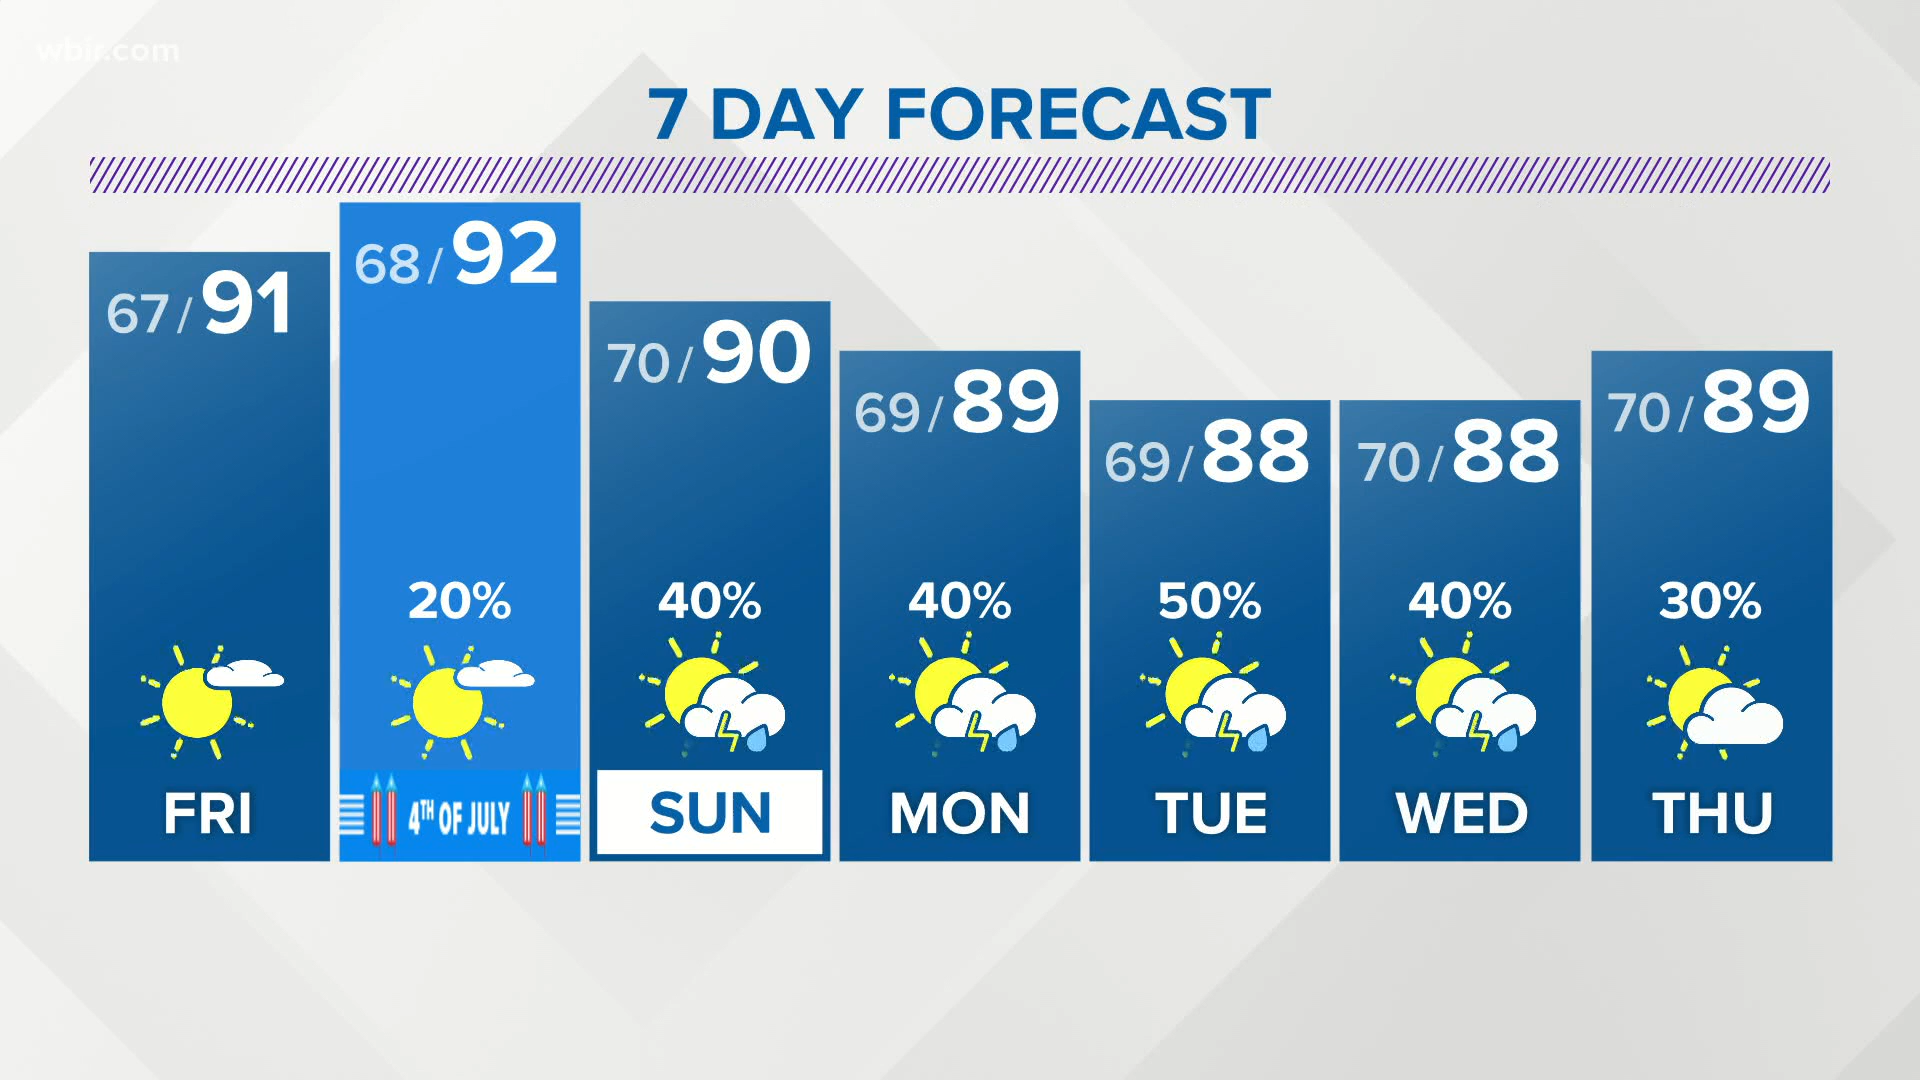 wbir.com
7 DAY FORECAST
67/91
68/92
70/90
69/89
69/88
70/88
70/89
20%
40%
40%
50%
40%
30%
FRI
4TH OF JULY
SUN
MON
TUE
WED
THU